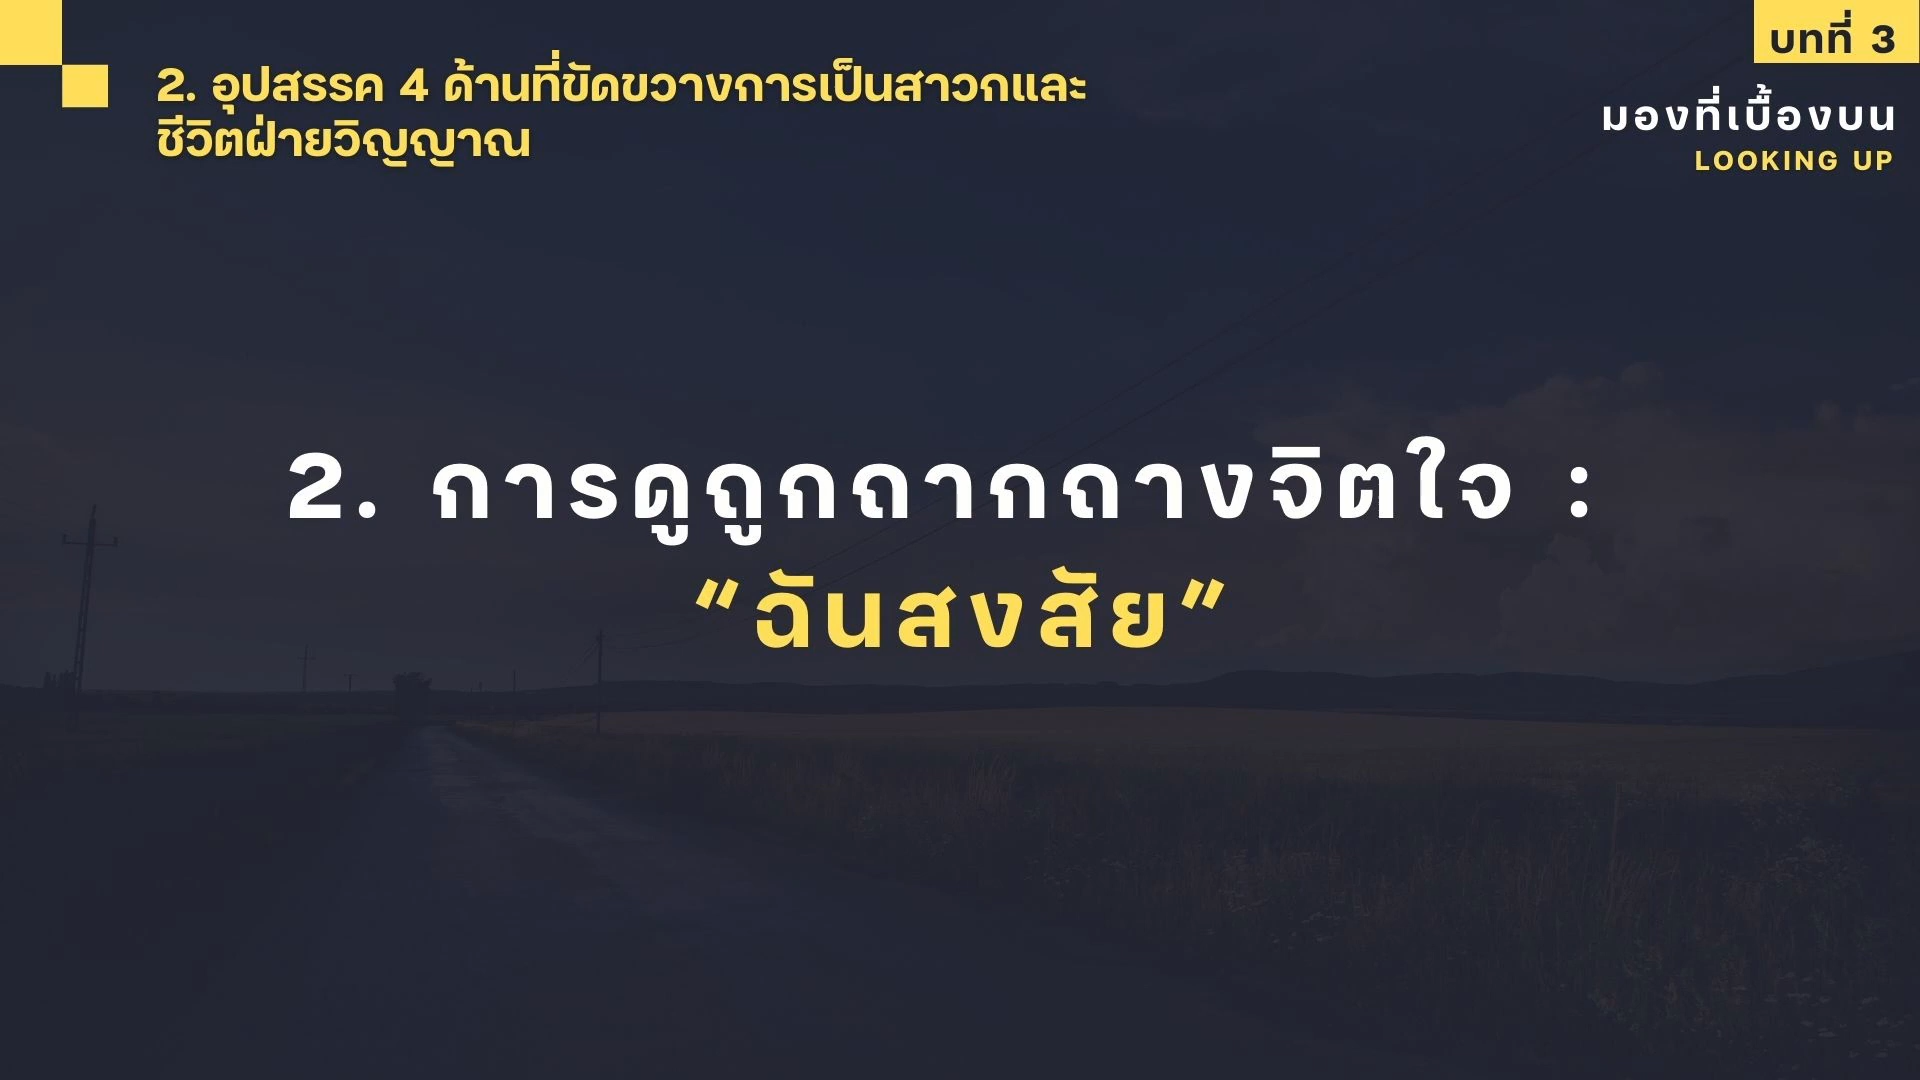 บทที่ 3
2. อุปสรรค 4 ด้านที่ขัดขวางการเป็นสาวกและ
ชีวิตฝ่ายวิญญาณ
มองที่เบื้องบน
LOOKING UP
2. การดูถูกถากถางจิตใจ :
“ฉันสงสัย”